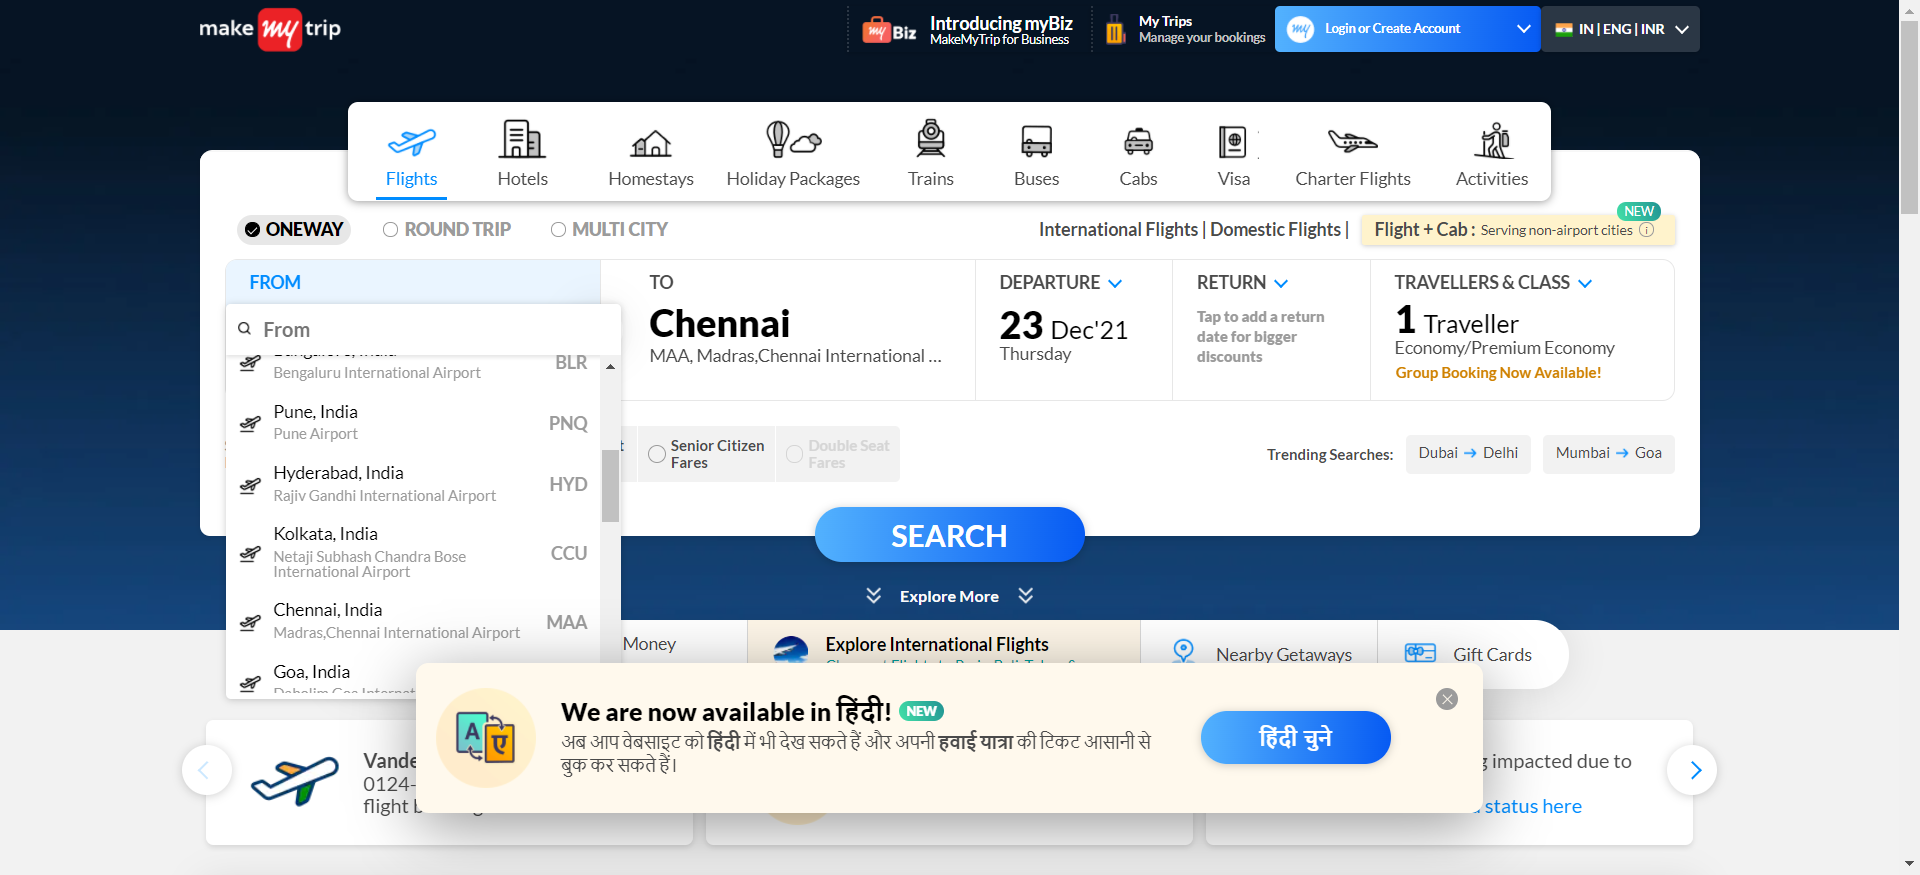 make my trip
my Biz
Introducing myBiz
MakeMyTrip for Business
My Trips
Manage your bookings
my
Login or Create Account
IN | ENG | INR
Flights
Hotels
Homestays
Holiday Packages
Trains
Buses
Cabs
Visa
Charter Flights
Activities
ONEWAY
ROUND TRIP
MULTI CITY
International Flights | Domestic Flights |
NEW
Flight + Cab : Serving non-airport cities
FROM
From
Bangalore, India
Bengaluru International Airport
BLR
Pune, India
Pune Airport
PNQ
Hyderabad, India
Rajiv Gandhi International Airport
HYD
Kolkata, India
Netaji Subhash Chandra Bose
International Airport
CCU
Chennai, India
Madras,Chennai International Airport
MAA
Goa, India
TO
Chennai
MAA, Madras,Chennai International ...
DEPARTURE
23 Dec'21
Thursday
RETURN
Tap to add a return
date for bigger
discounts
TRAVELLERS & CLASS
1 Traveller
Economy/Premium Economy
Group Booking Now Available!
Senior Citizen
Fares
Double Seat
Fares
Trending Searches:
Dubai → Delhi
Mumbai → Goa
SEARCH
Explore More
Money
Explore International Flights
Nearby Getaways
Gift Cards
We are now available in हिंदी! NEW
अब आप वेबसाइट को हिंदी में भी देख सकते हैं और अपनी हवाई यात्रा की टिकट आसानी से
बुक कर सकते हैं।
हिंदी चुने
A ए
Vande
0124-
flight b
g impacted due to
status here